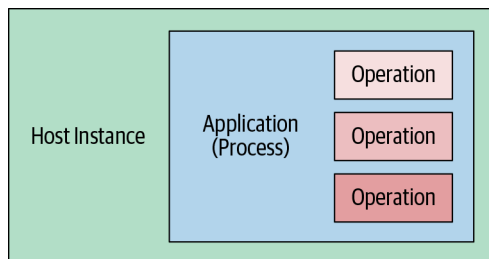 Host Instance
Application
(Process)
Operation
Operation
Operation